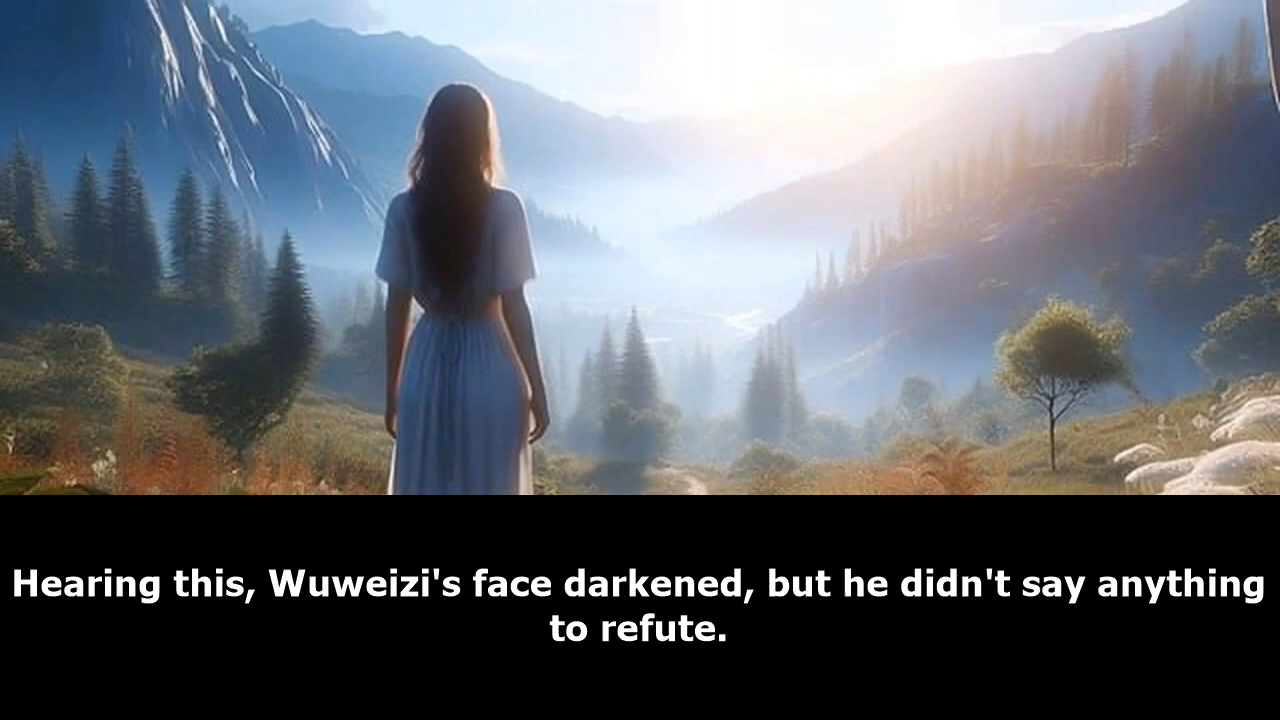 Hearing this, Wuweizi's face darkened, but he didn't say anything
to refute.